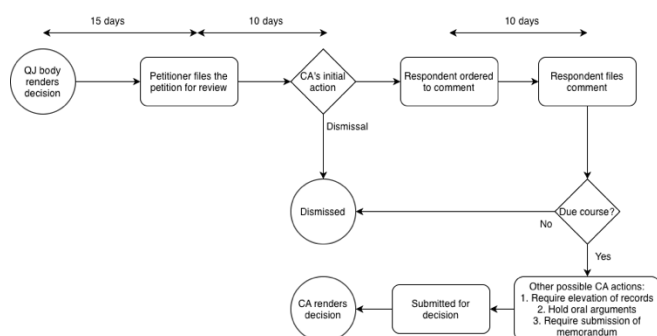 15 days
10 days
10 days
QJ body
renders
decision
Petitioner files the
petition for review
CA's initial
action
Respondent ordered
to comment
Respondent files
comment
Dismissal
Dismissed
Due course?
No
Yes
Other possible CA actions:
1. Require elevation of records
2. Hold oral arguments
3. Require submission of
memorandum
Submitted for
decision
CA renders
decision